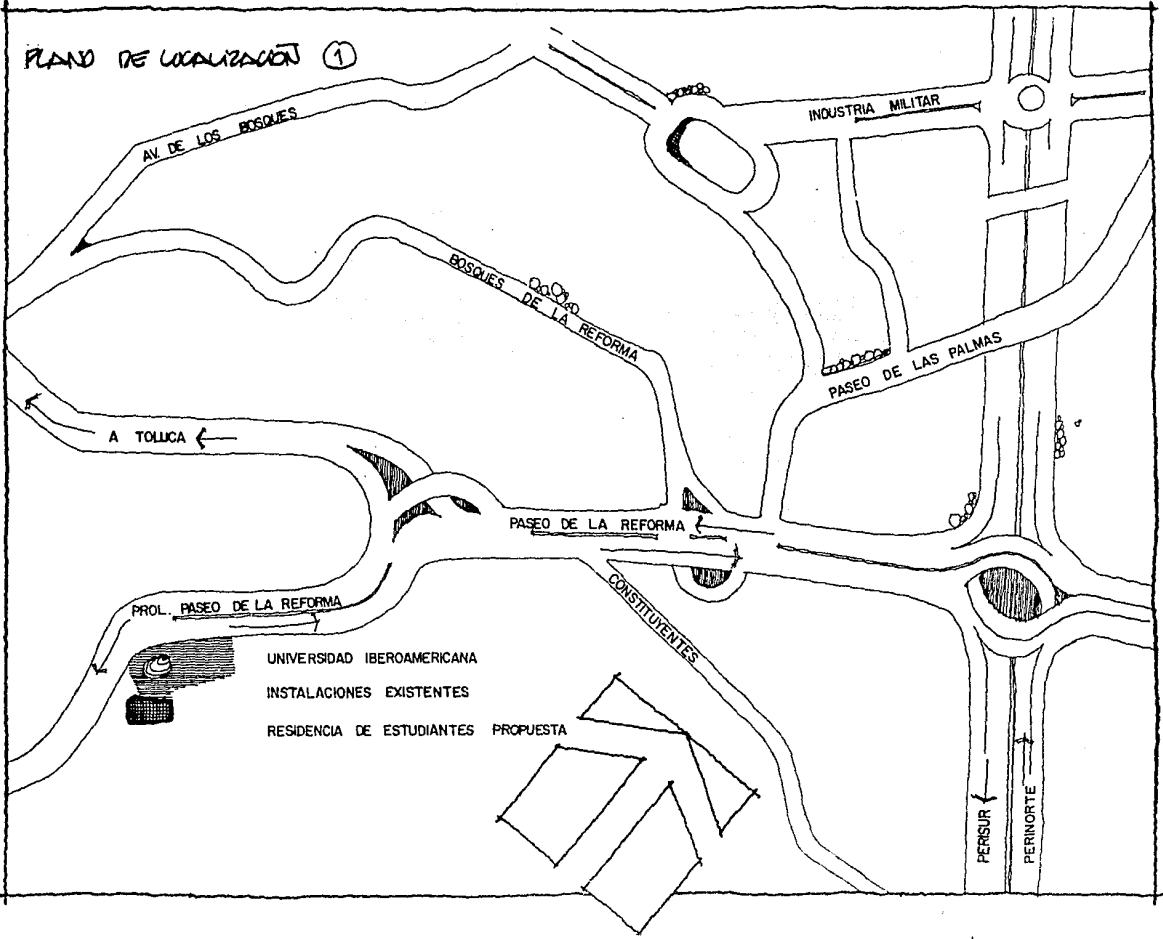 PLANO DE LOCALIZACIÓN 1
INDUSTRIA MILITAR
AV. DE LOS BOSQUES
BOSQUES DE LA REFORMA
PASEO DE LAS PALMAS
A TOLUCA
PASEO DE LA REFORMA
CONSTITUYENTES
PROL. PASEO DE LA REFORMA
UNIVERSIDAD IBEROAMERICANA
INSTALACIONES EXISTENTES
RESIDENCIA DE ESTUDIANTES PROPUESTA
PERISUR
PERINORTE